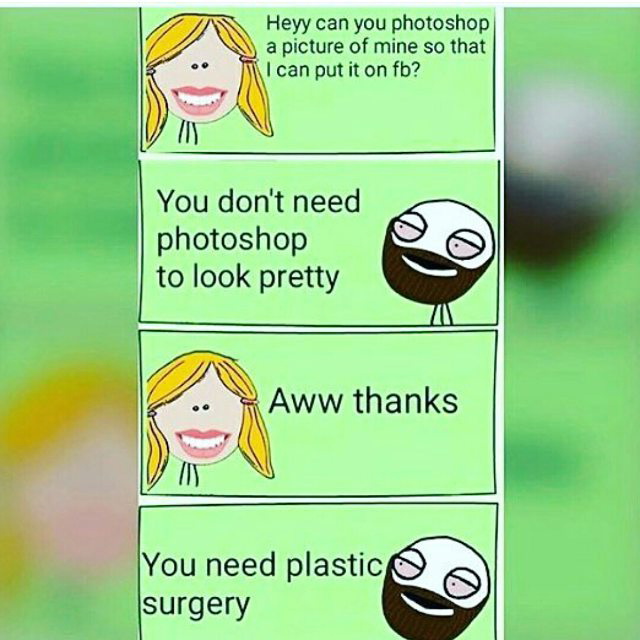 Heyy can you photoshop
a picture of mine so that
I can put it on fb?
You don't need
photoshop
to look pretty
Aww thanks
You need plastic
surgery